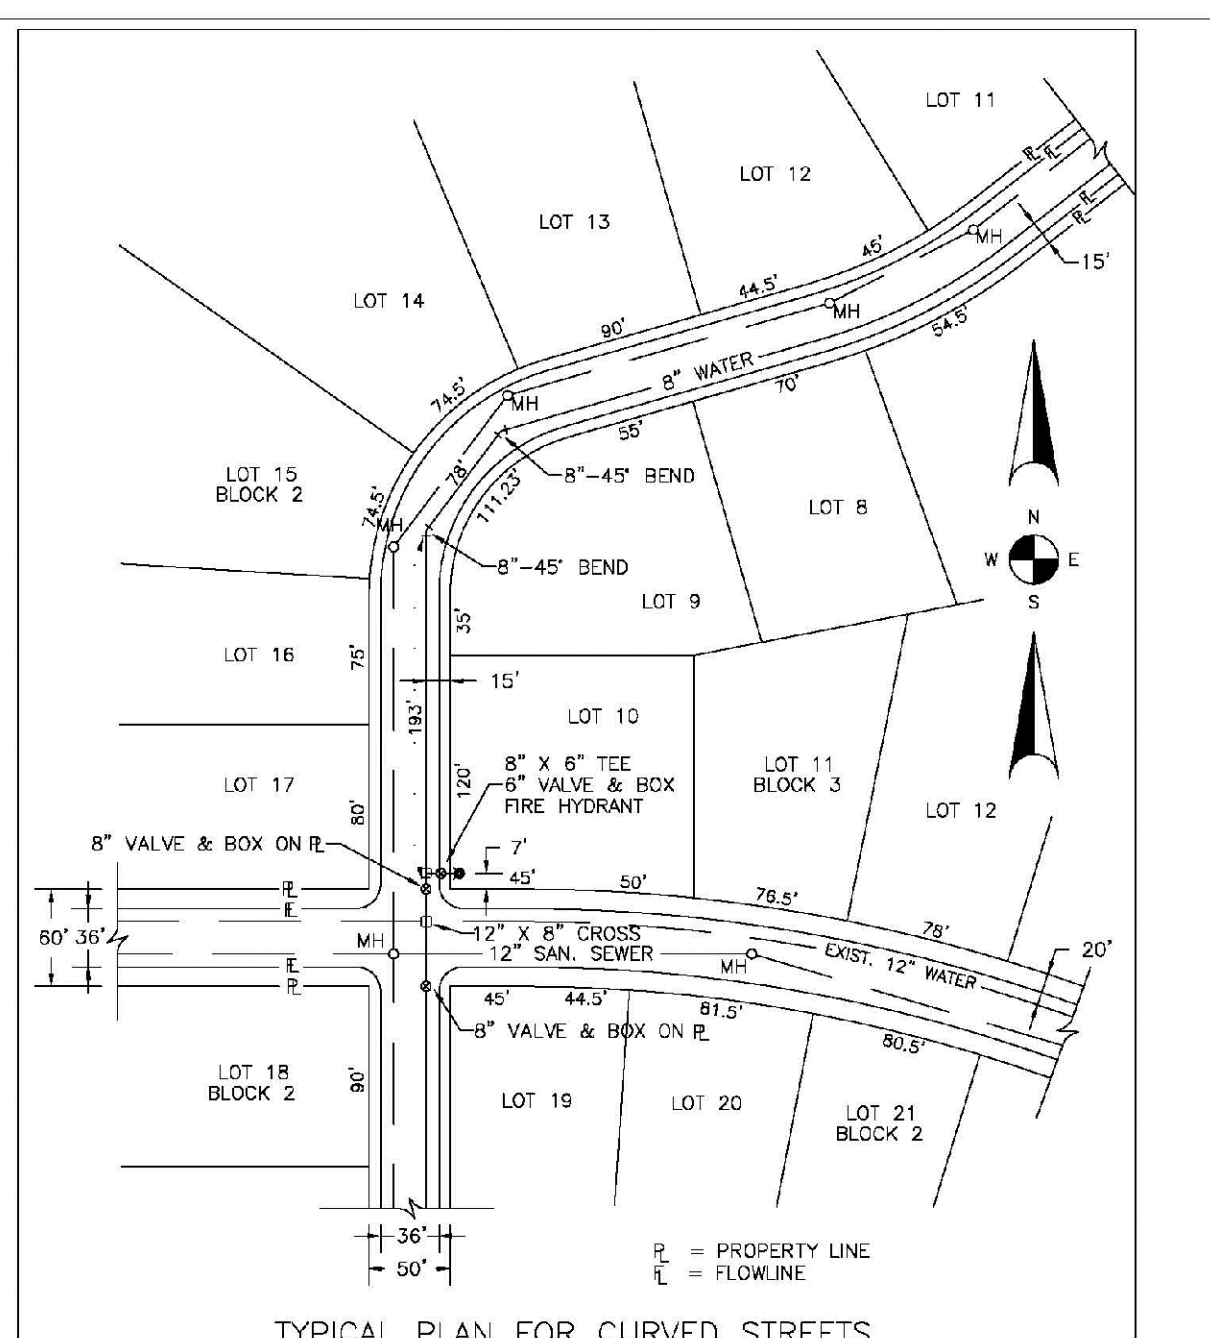 LOT 11
LOT 12
LOT 13
LOT 14
PL FL
PL
PL
MH
15'
45'
44.5'
MH
90'
54.5'
8" WATER
70'
74.5'
MH
55'
LOT 15
BLOCK 2
78'
8"-45° BEND
111.23'
LOT 8
74.5'
MH
N
W E
S
8"-45° BEND
LOT 9
35'
LOT 16
75'
15'
193'
LOT 10
8" X 6" TEE
6" VALVE & BOX
FIRE HYDRANT
LOT 11
BLOCK 3
LOT 17
120'
80'
LOT 12
8" VALVE & BOX ON PL
7'
45'
50'
76.5'
78'
PL
FL
60' 36'
MH
12" X 8" CROSS
12" SAN. SEWER
MH
EXIST. 12" WATER
20'
FL
PL
45'
44.5'
81.5'
80.5'
8" VALVE & BOX ON PL
LOT 18
BLOCK 2
90'
LOT 19
LOT 20
LOT 21
BLOCK 2
36'
50'
PL = PROPERTY LINE
FL = FLOWLINE
TYPICAL PLAN FOR CURVED STREETS